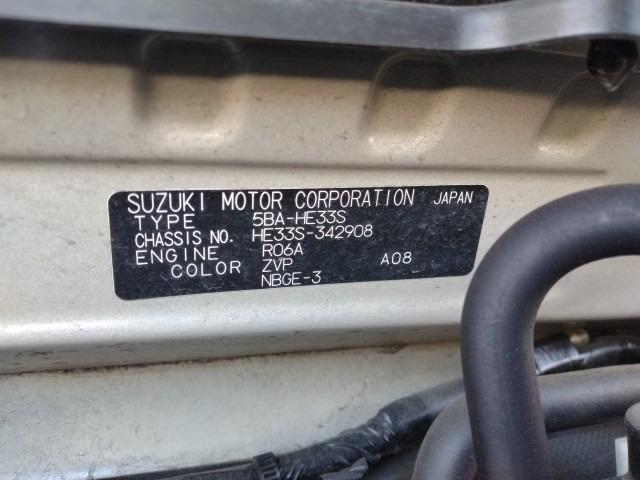 SUZUKI MOTOR CORPORATION JAPAN
TYPE 5BA-HE33S
CHASSIS NO. HE33S-342908
ENGINE R06A
COLOR ZVP A08
NBGE-3